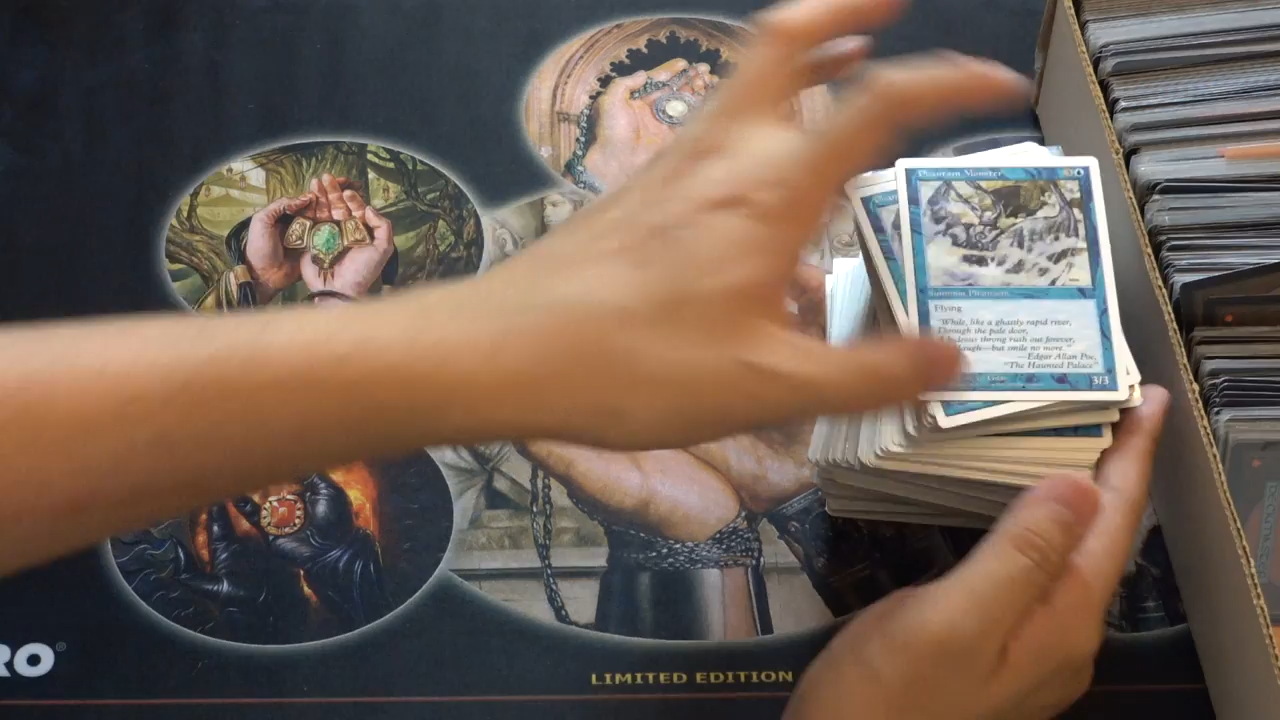 Phantom Monster
Summon Phantasm
Flying
"While, like a ghastly rapid river,
Through the pale door,
hideous throng rush out forever,
laugh—but smile no more."
—Edgar Allan Poe,
"The Haunted Palace"
3/3
RO®
LIMITED EDITION